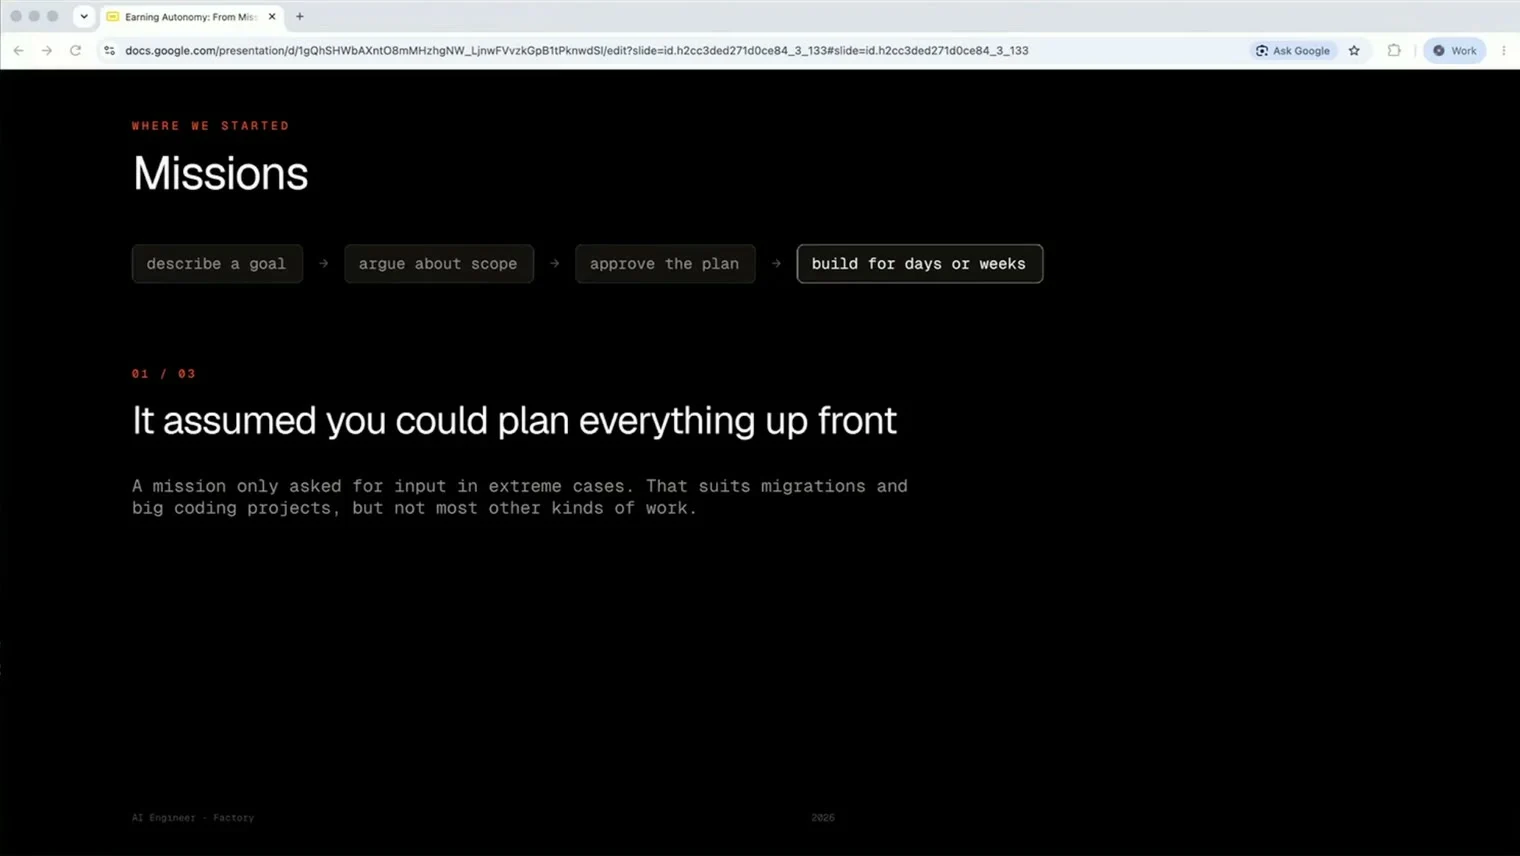 Earning Autonomy: From Miss
docs.google.com/presentation/d/1gQhSHWbAXntO8mMHzhgNW_LjnwFVvzkGpB1tPknwdSI/edit?slide=id.h2cc3ded271d0ce84_3_133#slide=id.h2cc3ded271d0ce84_3_133
Ask Google
Work
WHERE WE STARTED
Missions
describe a goal → argue about scope → approve the plan → build for days or weeks
01 / 03
It assumed you could plan everything up front
A mission only asked for input in extreme cases. That suits migrations and
big coding projects, but not most other kinds of work.
AI Engineer - Factory
2026